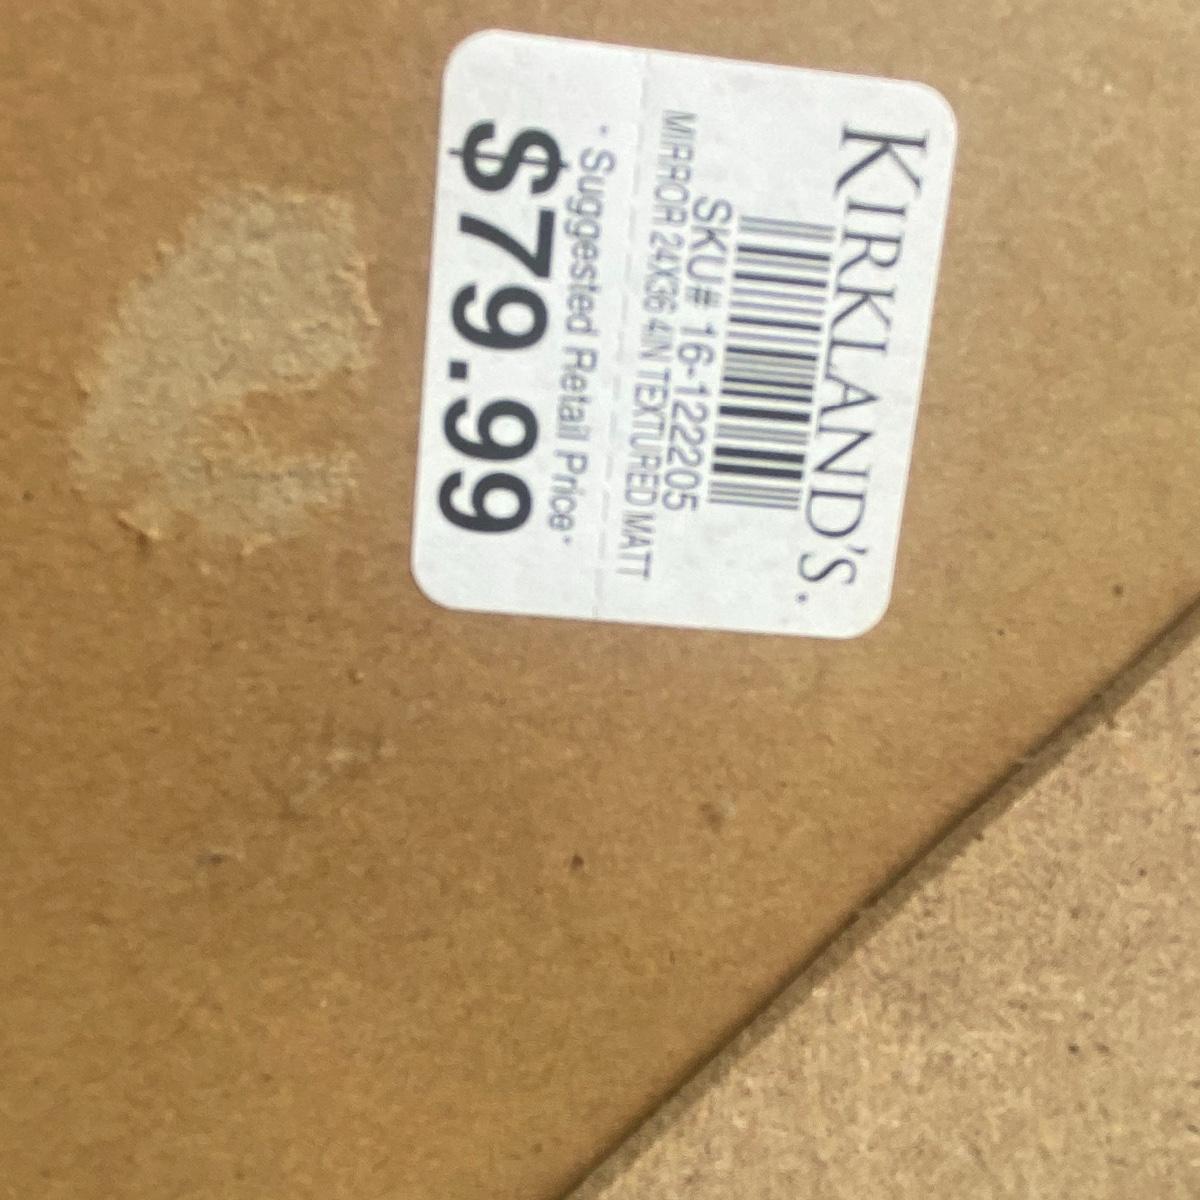 KIRKLAND'S.
SKU# 16-122205
MIRROR 24X36 4IN TEXTURED MATT
* Suggested Retail Price*
$79.99